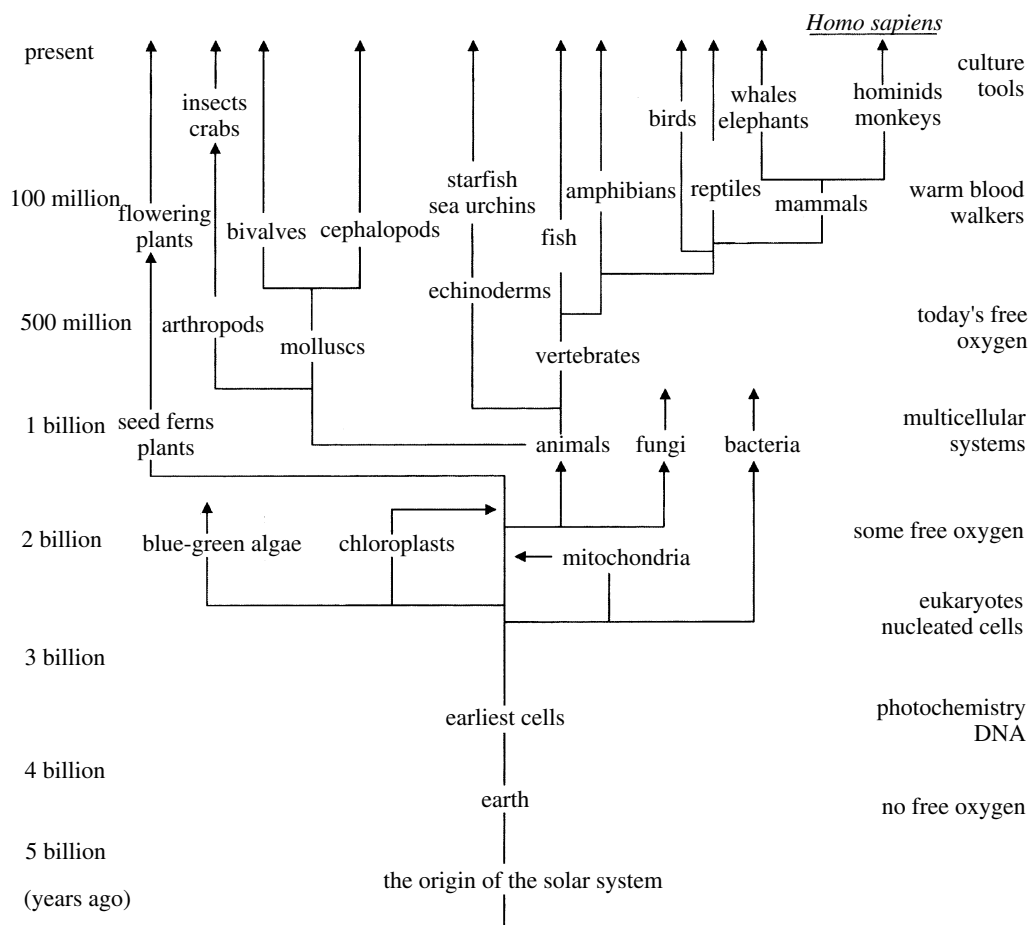 Homo sapiens
present
culture
tools
insects
crabs
birds
whales
elephants
hominids
monkeys
100 million
flowering
plants
bivalves
cephalopods
starfish
sea urchins
fish
amphibians
reptiles
mammals
warm blood
walkers
500 million
arthropods
molluscs
echinoderms
vertebrates
today's free
oxygen
1 billion
seed ferns
plants
animals
fungi
bacteria
multicellular
systems
2 billion
blue-green algae
chloroplasts
mitochondria
some free oxygen
eukaryotes
nucleated cells
3 billion
earliest cells
photochemistry
DNA
4 billion
earth
no free oxygen
5 billion
the origin of the solar system
(years ago)